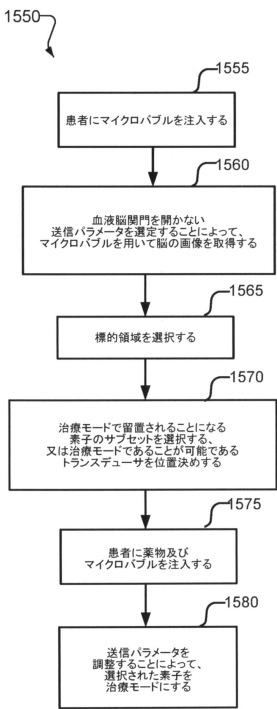 1550
1555
患者にマイクロバブルを注入する
1560
血液脳関門を開かない
送信パラメータを選定することによって、
マイクロバブルを用いて脳の画像を取得する
1565
標的領域を選択する
1570
治療モードで留置されることになる
素子のサブセットを選択する、
又は治療モードであることが可能である
トランスデューサを位置決めする
1575
患者に薬物及び
マイクロバブルを注入する
1580
送信パラメータを
調整することによって、
選択された素子を
治療モードにする